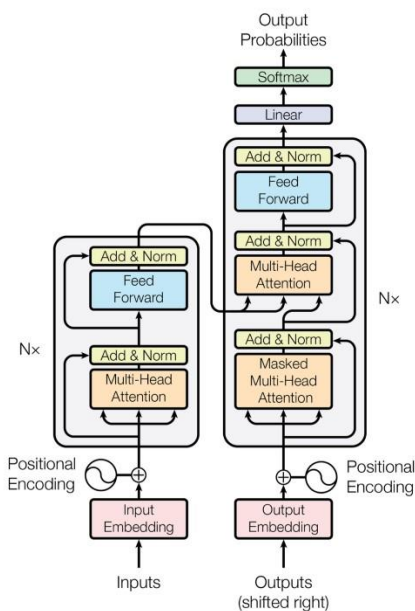 Output
Probabilities
Softmax
Linear
Add & Norm
Feed
Forward
Add & Norm
Multi-Head
Attention
Add & Norm
Masked
Multi-Head
Attention
N×
Positional
Encoding
Output
Embedding
Outputs
(shifted right)
Add & Norm
Feed
Forward
Add & Norm
Multi-Head
Attention
N×
Positional
Encoding
Input
Embedding
Inputs